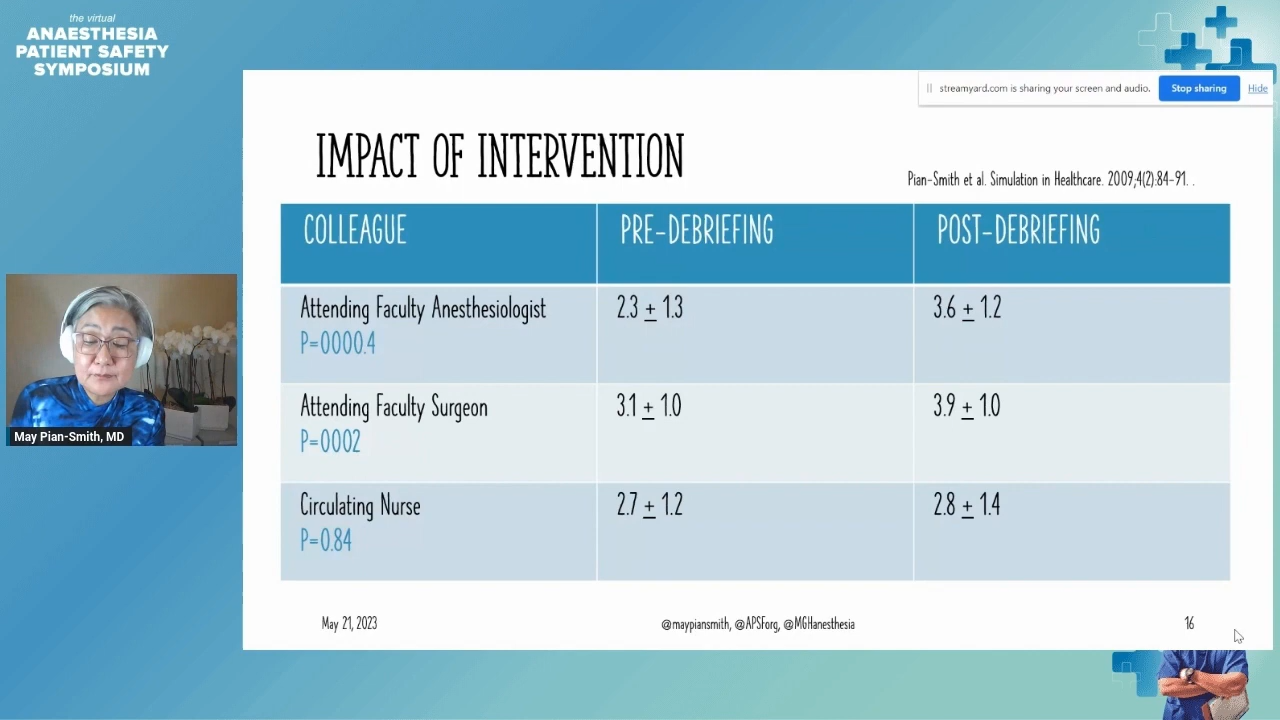 the virtual
ANAESTHESIA
PATIENT SAFETY
SYMPOSIUM
streamyard.com is sharing your screen and audio.
Stop sharing
Hide
IMPACT OF INTERVENTION
Pian-Smith et al. Simulation in Healthcare. 2009;4(2):84-91. .
COLLEAGUE
PRE-DEBRIEFING
POST-DEBRIEFING
Attending Faculty Anesthesiologist
P=0000.4
2.3 ± 1.3
3.6 ± 1.2
Attending Faculty Surgeon
P=0002
3.1 ± 1.0
3.9 ± 1.0
Circulating Nurse
P=0.84
2.7 ± 1.2
2.8 ± 1.4
May Pian-Smith, MD
May 21, 2023
@maypiansmith, @APSForg, @MGHanesthesia
16